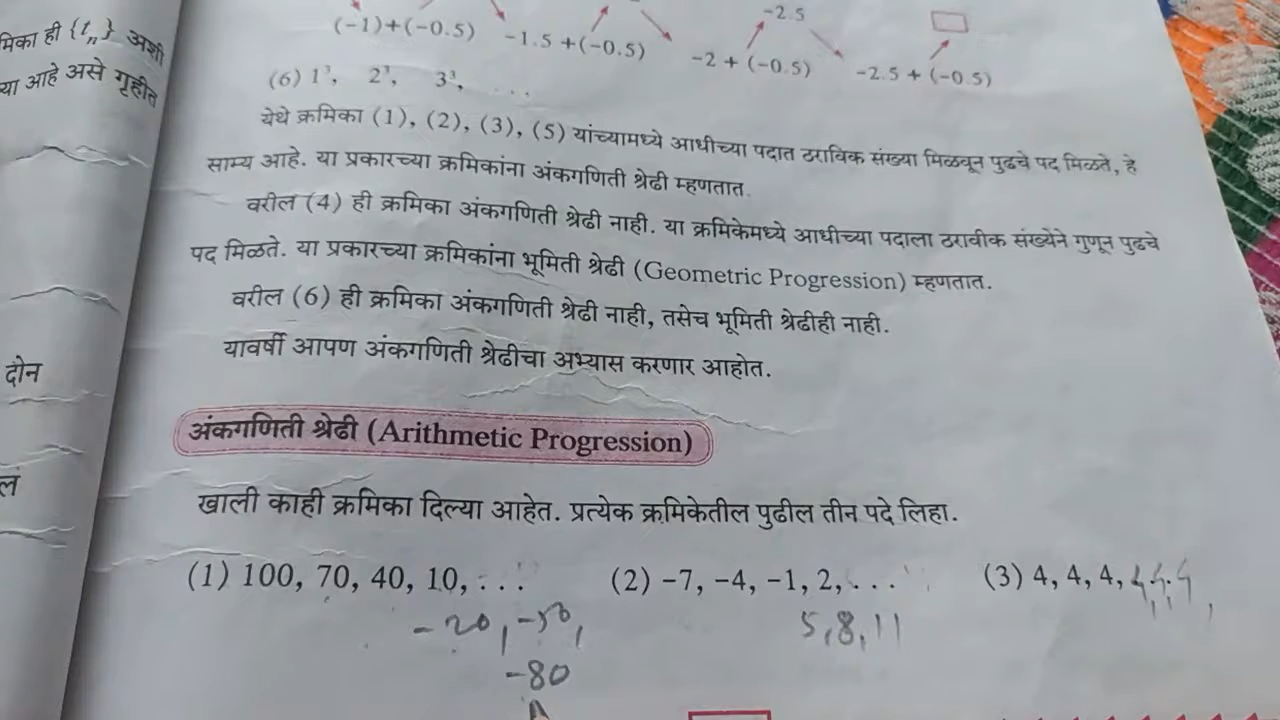 मिका ही {tₙ} अशी
या आहे असे गृहीत
दोन
(-1)+(-0.5) -1.5 +(-0.5) -2 + (-0.5) -2.5 -2.5 + (-0.5)
(6) 1³, 2³, 3³, ...
येथे क्रमिका (1), (2), (3), (5) यांच्यामध्ये आधीच्या पदात ठराविक संख्या मिळवून पुढचे पद मिळते, हे
साम्य आहे. या प्रकारच्या क्रमिकांना अंकगणिती श्रेढी म्हणतात.
वरील (4) ही क्रमिका अंकगणिती श्रेढी नाही. या क्रमिकेमध्ये आधीच्या पदाला ठरावीक संख्येने गुणून पुढचे
पद मिळते. या प्रकारच्या क्रमिकांना भूमिती श्रेढी (Geometric Progression) म्हणतात.
वरील (6) ही क्रमिका अंकगणिती श्रेढी नाही, तसेच भूमिती श्रेढीही नाही.
यावर्षी आपण अंकगणिती श्रेढीचा अभ्यास करणार आहोत.
अंकगणिती श्रेढी (Arithmetic Progression)
खाली काही क्रमिका दिल्या आहेत. प्रत्येक क्रमिकेतील पुढील तीन पदे लिहा.
(1) 100, 70, 40, 10, . . . (2) -7, -4, -1, 2, . . . (3) 4, 4, 4, 4, 4, 4,
-20, -50, 5, 8, 11
-80